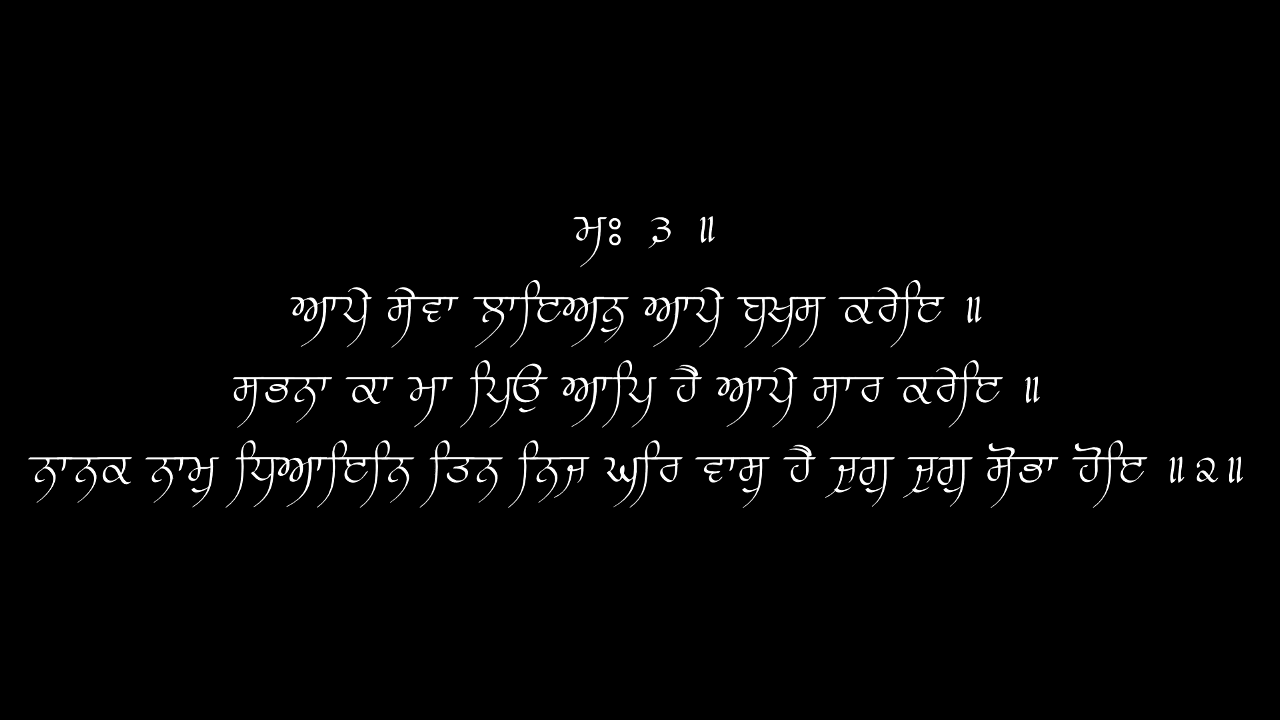 ਮਃ ੩ ॥
ਆਪੇ ਸੇਵਾ ਲਾਇਅਨੁ ਆਪੇ ਬਖਸ ਕਰੇਇ ॥
ਸਭਨਾ ਕਾ ਮਾ ਪਿਉ ਆਪਿ ਹੈ ਆਪੇ ਸਾਰ ਕਰੇਇ ॥
ਨਾਨਕ ਨਾਮੁ ਧਿਆਇਨਿ ਤਿਨ ਨਿਜ ਘਰਿ ਵਾਸੁ ਹੈ ਜੁਗੁ ਜੁਗੁ ਸੋਭਾ ਹੋਇ ॥੨॥